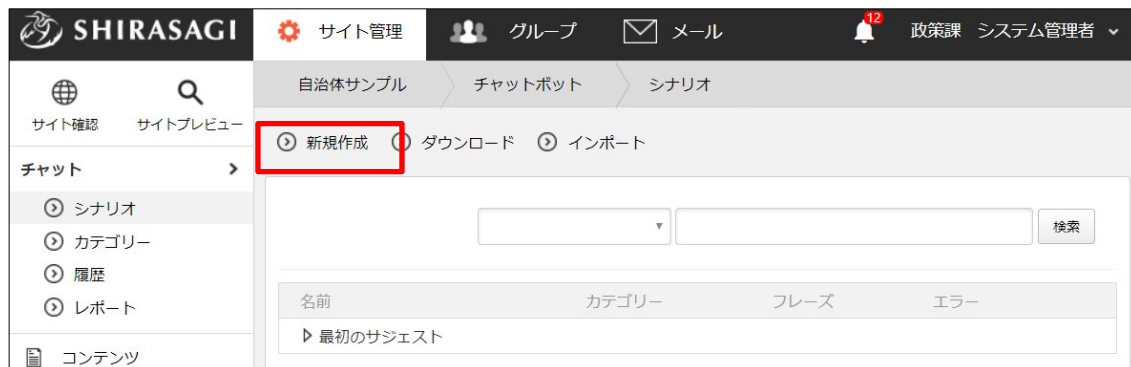 SHIRASAGI サイト管理 グループ メール 12 政策課 システム管理者
サイト確認 サイトプレビュー
自治体サンプル チャットボット シナリオ
新規作成 ダウンロード インポート
チャット
シナリオ
カテゴリー
履歴
レポート
コンテンツ
検索
名前 カテゴリー フレーズ エラー
最初のサジェスト